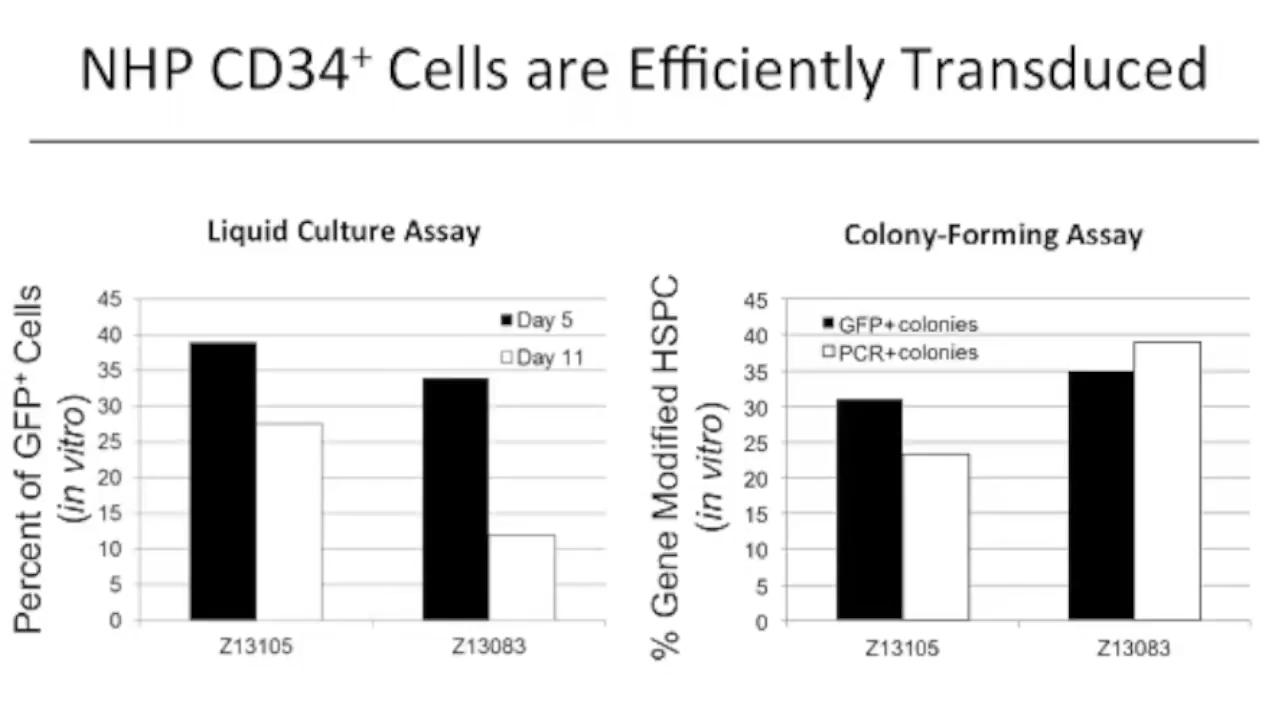 NHP CD34⁺ Cells are Efficiently Transduced
Liquid Culture Assay
Percent of GFP⁺ Cells
(in vitro)
45
40
35
30
25
20
15
10
5
0
Day 5
Day 11
Z13105
Z13083
Colony-Forming Assay
% Gene Modified HSPC
(in vitro)
45
40
35
30
25
20
15
10
5
0
GFP+ colonies
PCR+ colonies
Z13105
Z13083